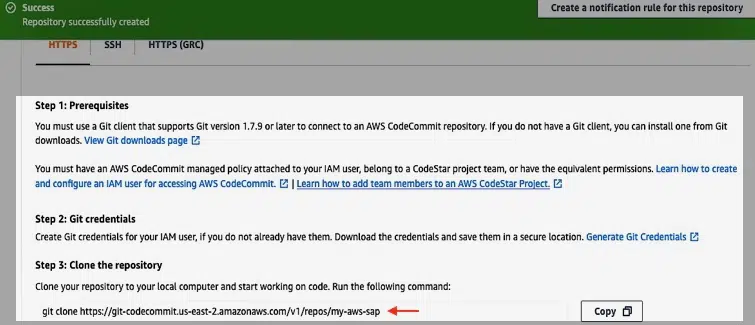 Success
Repository successfully created
Create a notification rule for this repository
HTTPS
SSH
HTTPS (GRC)
Step 1: Prerequisites
You must use a Git client that supports Git version 1.7.9 or later to connect to an AWS CodeCommit repository. If you do not have a Git client, you can install one from Git
downloads. View Git downloads page
You must have an AWS CodeCommit managed policy attached to your IAM user, belong to a CodeStar project team, or have the equivalent permissions. Learn how to create
and configure an IAM user for accessing AWS CodeCommit. | Learn how to add team members to an AWS CodeStar Project.
Step 2: Git credentials
Create Git credentials for your IAM user, if you do not already have them. Download the credentials and save them in a secure location. Generate Git Credentials
Step 3: Clone the repository
Clone your repository to your local computer and start working on code. Run the following command:
git clone https://git-codecommit.us-east-2.amazonaws.com/v1/repos/my-aws-sap
Copy